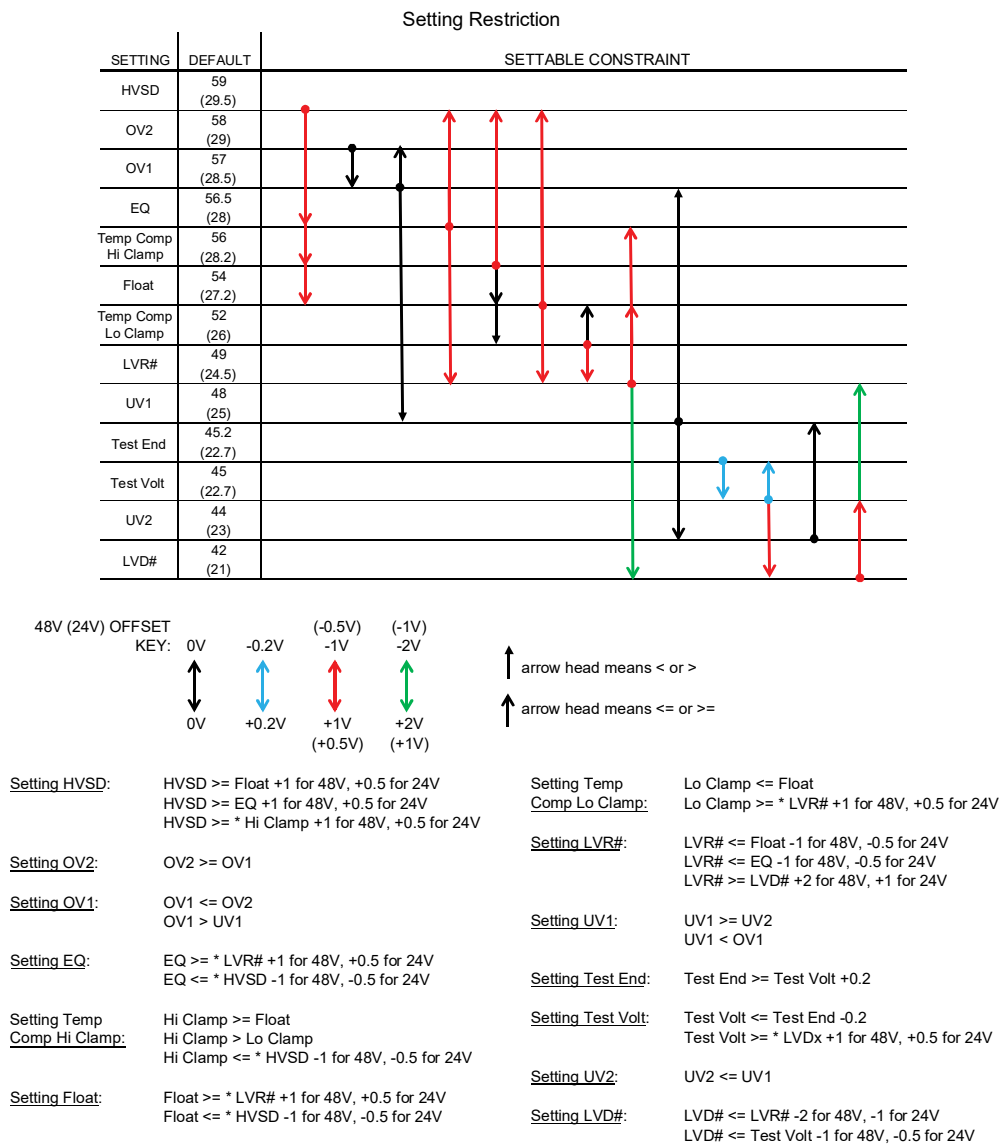 Setting Restriction
SETTING DEFAULT SETTABLE CONSTRAINT
HVSD 59
(29.5)
OV2 58
(29)
OV1 57
(28.5)
EQ 56.5
(28)
Temp Comp 56
Hi Clamp (28.2)
Float 54
(27.2)
Temp Comp 52
Lo Clamp (26)
LVR# 49
(24.5)
UV1 48
(25)
Test End 45.2
(22.7)
Test Volt 45
(22.7)
UV2 44
(23)
LVD# 42
(21)
48V (24V) OFFSET (-0.5V) (-1V)
KEY: 0V -0.2V -1V -2V
arrow head means < or >
arrow head means <= or >=
0V +0.2V +1V +2V
(+0.5V) (+1V)
Setting HVSD: HVSD >= Float +1 for 48V, +0.5 for 24V
HVSD >= EQ +1 for 48V, +0.5 for 24V
HVSD >= * Hi Clamp +1 for 48V, +0.5 for 24V
Setting OV2: OV2 >= OV1
Setting OV1: OV1 <= OV2
OV1 > UV1
Setting EQ: EQ >= * LVR# +1 for 48V, +0.5 for 24V
EQ <= * HVSD -1 for 48V, -0.5 for 24V
Setting Temp Hi Clamp >= Float
Comp Hi Clamp: Hi Clamp > Lo Clamp
Hi Clamp <= * HVSD -1 for 48V, -0.5 for 24V
Setting Float: Float >= * LVR# +1 for 48V, +0.5 for 24V
Float <= * HVSD -1 for 48V, -0.5 for 24V
Setting Temp Lo Clamp <= Float
Comp Lo Clamp: Lo Clamp >= * LVR# +1 for 48V, +0.5 for 24V
Setting LVR#: LVR# <= Float -1 for 48V, -0.5 for 24V
LVR# <= EQ -1 for 48V, -0.5 for 24V
LVR# >= LVD# +2 for 48V, +1 for 24V
Setting UV1: UV1 >= UV2
UV1 < OV1
Setting Test End: Test End >= Test Volt +0.2
Setting Test Volt: Test Volt <= Test End -0.2
Test Volt >= * LVDx +1 for 48V, +0.5 for 24V
Setting UV2: UV2 <= UV1
Setting LVD#: LVD# <= LVR# -2 for 48V, -1 for 24V
LVD# <= Test Volt -1 for 48V, -0.5 for 24V